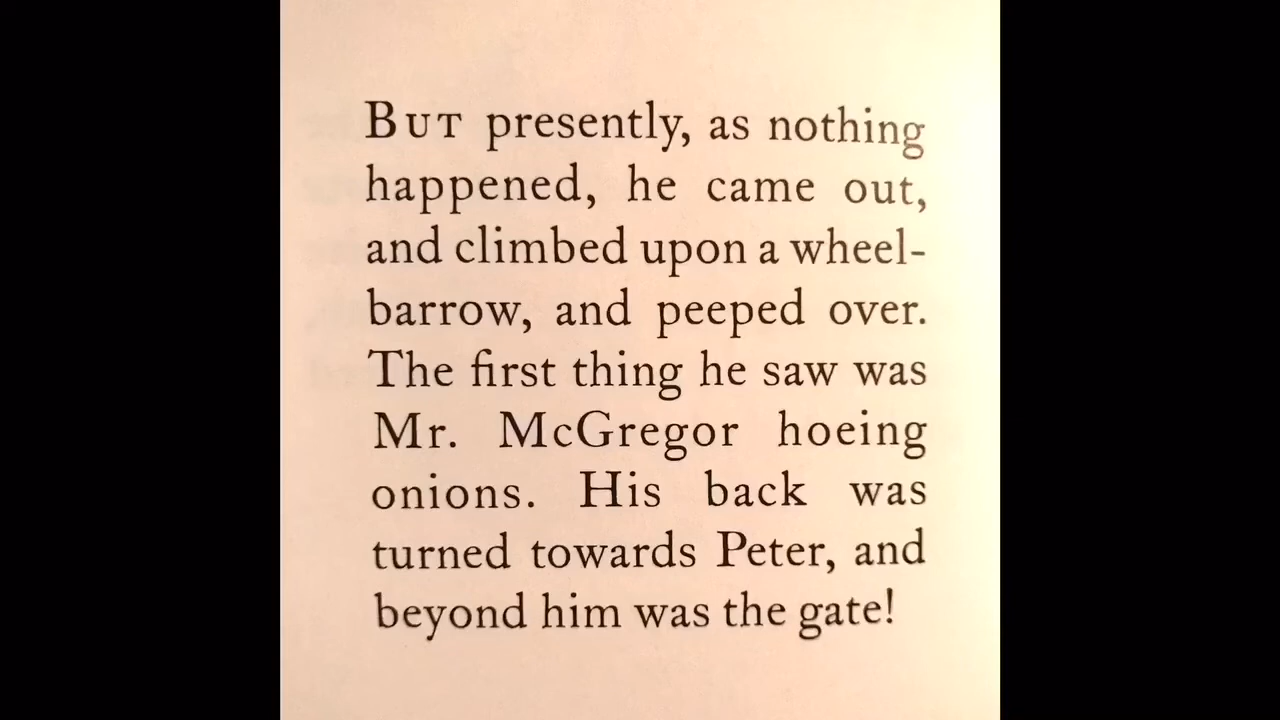 BUT presently, as nothing
happened, he came out,
and climbed upon a wheel-
barrow, and peeped over.
The first thing he saw was
Mr. McGregor hoeing
onions. His back was
turned towards Peter, and
beyond him was the gate!